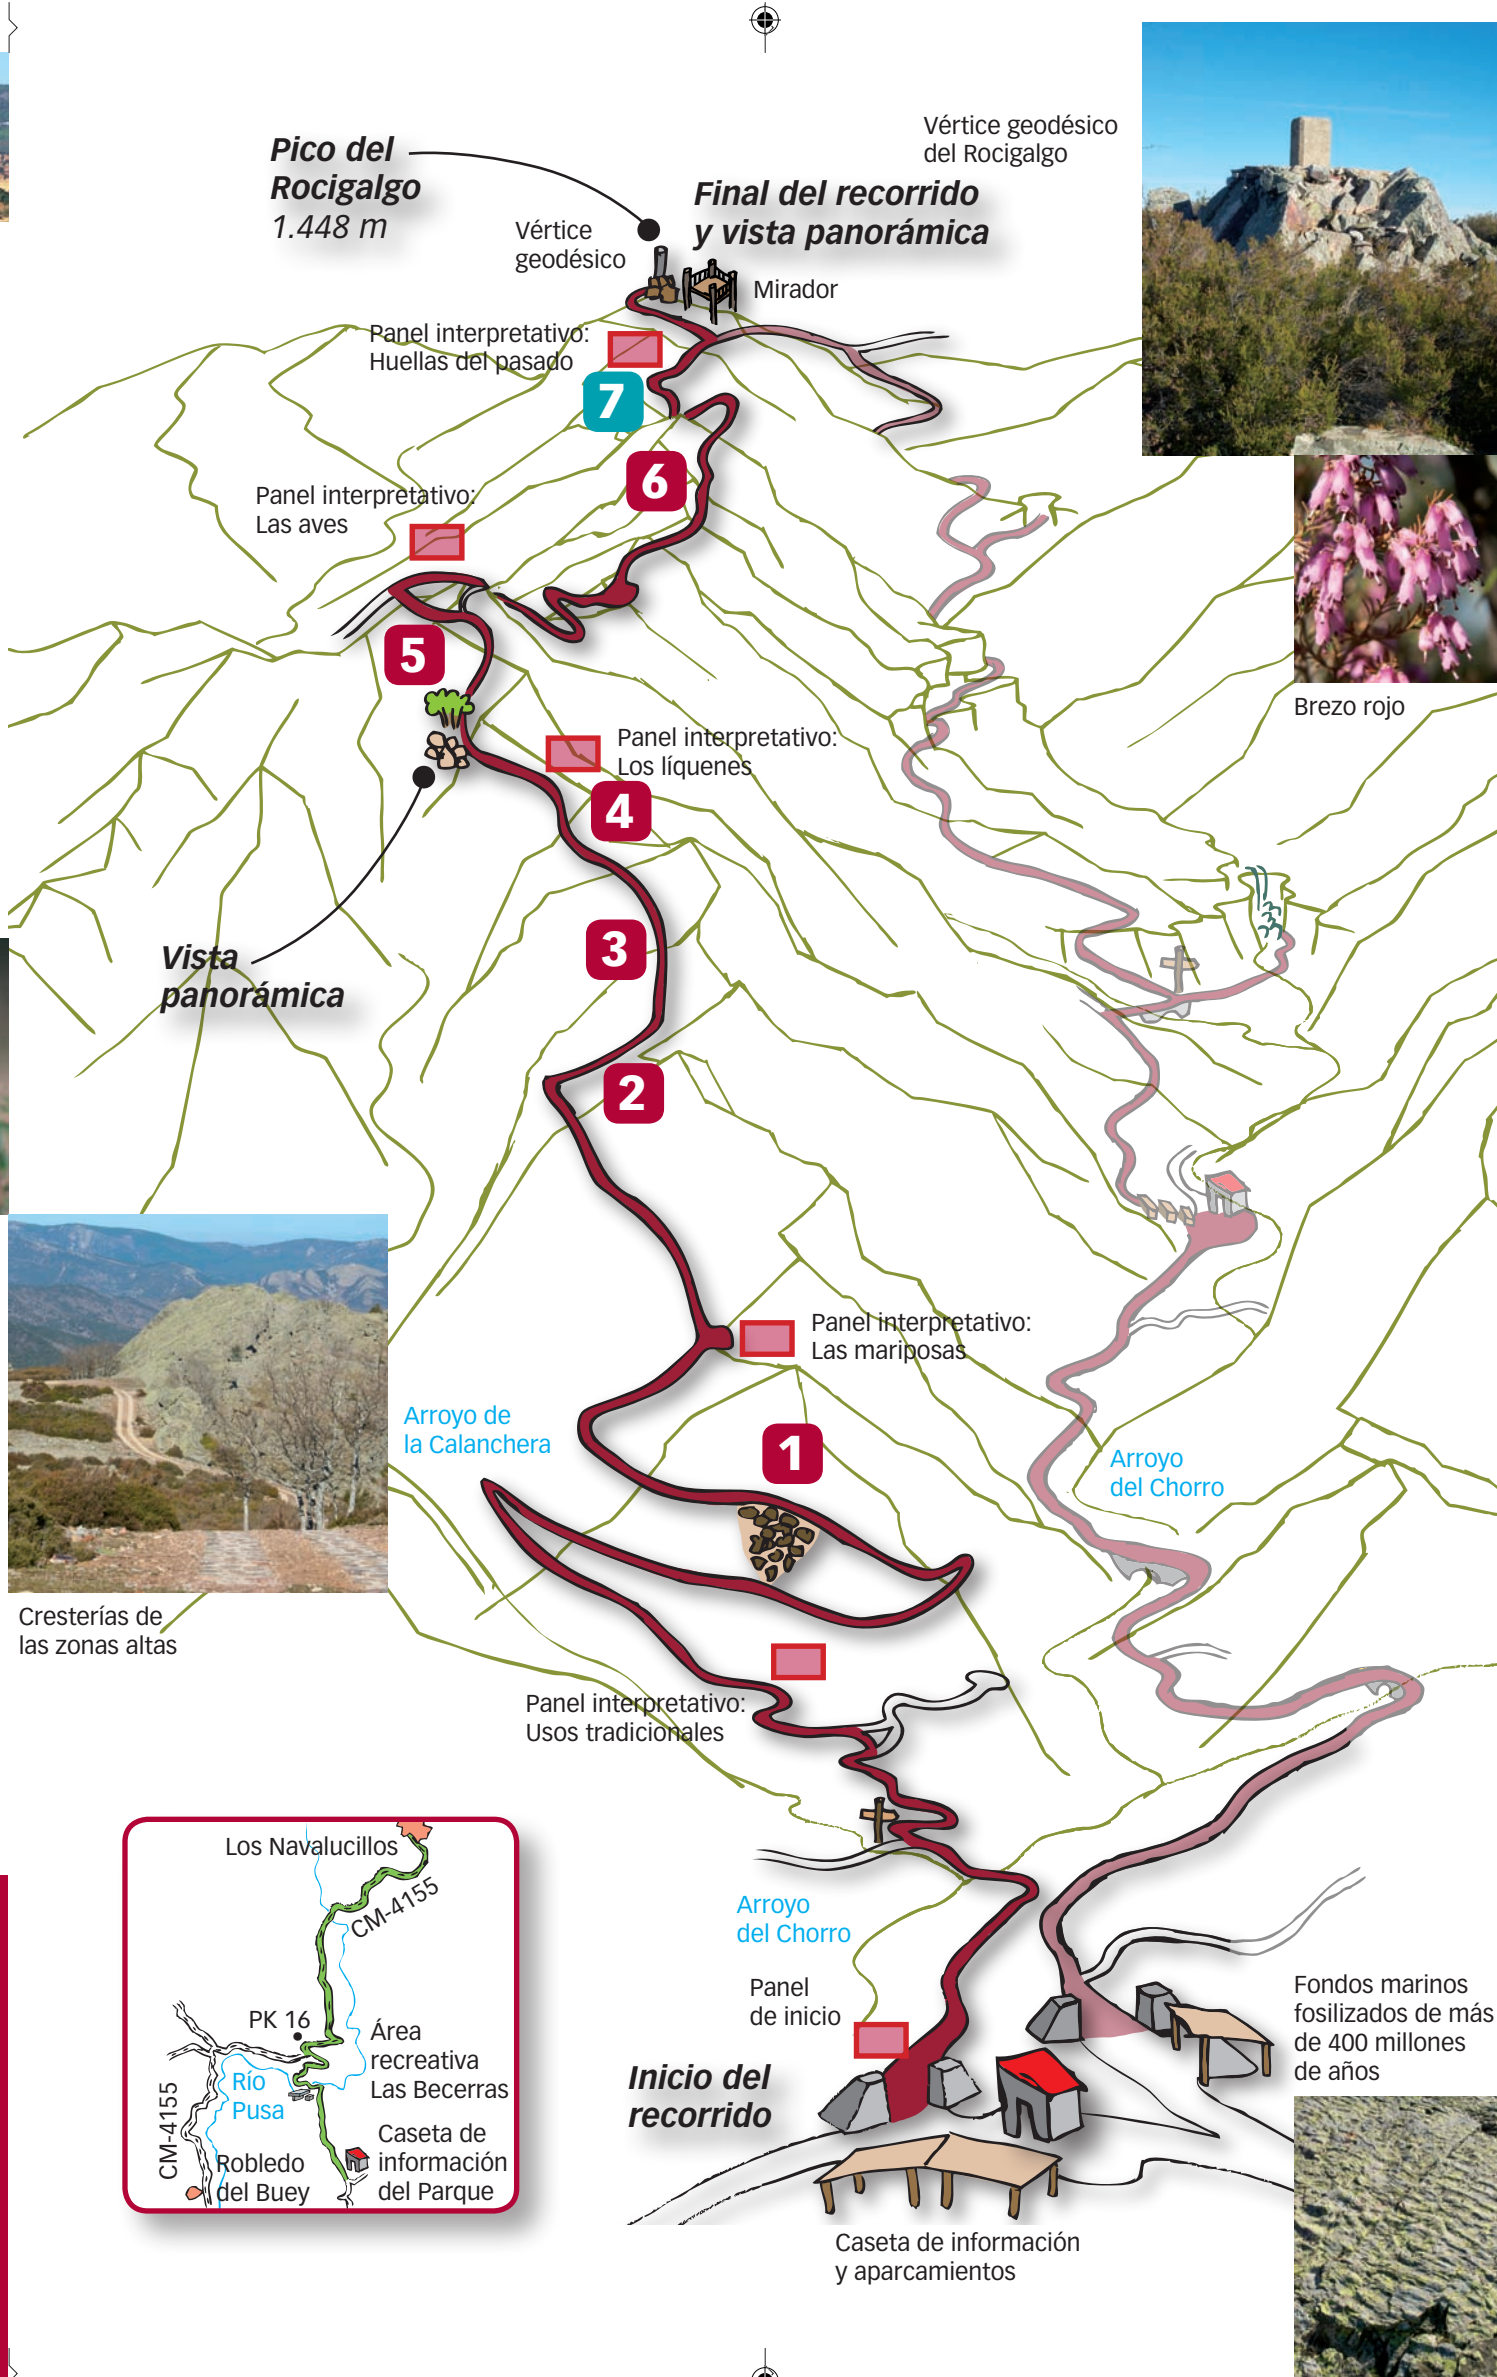 Vértice geodésico
del Rocigalgo
Pico del
Rocigalgo
1.448 m
Final del recorrido
y vista panorámica
Vértice
geodésico
Mirador
Panel interpretativo:
Huellas del pasado
7
6
Panel interpretativo:
Las aves
5
Brezo rojo
Panel interpretativo:
Los líquenes
4
3
Vista
panorámica
2
Panel interpretativo:
Las mariposas
Arroyo de
la Calanchera
1
Arroyo
del Chorro
Cresterías de
las zonas altas
Panel interpretativo:
Usos tradicionales
Los Navalucillos
CM-4155
PK 16
Área
recreativa
Las Becerras
Río
Pusa
CM-4155
Robledo
del Buey
Caseta de
información
del Parque
Arroyo
del Chorro
Panel
de inicio
Inicio del
recorrido
Fondos marinos
fosilizados de más
de 400 millones
de años
Caseta de información
y aparcamientos